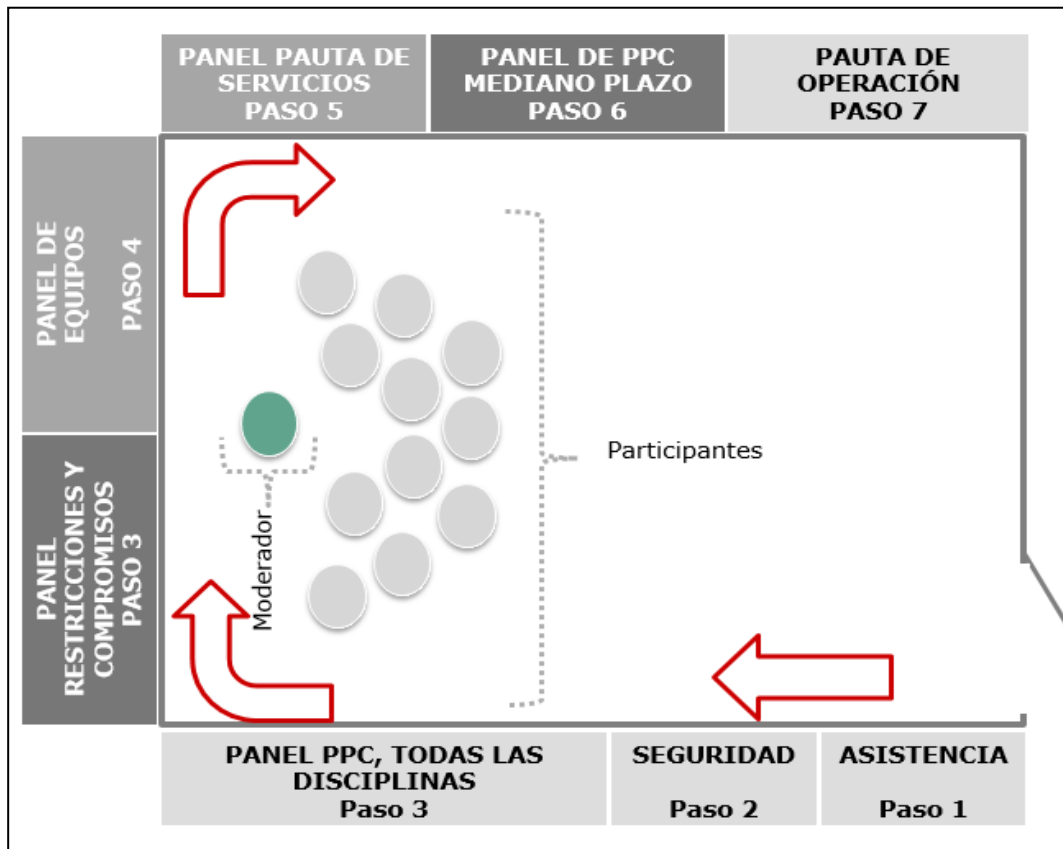 PANEL PAUTA DE
SERVICIOS
PASO 5
PANEL DE PPC
MEDIANO PLAZO
PASO 6
PAUTA DE
OPERACIÓN
PASO 7
PANEL DE
EQUIPOS
PASO 4
PANEL
RESTRICCIONES Y
COMPROMISOS
PASO 3
Moderador
Participantes
PANEL PPC, TODAS LAS
DISCIPLINAS
Paso 3
SEGURIDAD
Paso 2
ASISTENCIA
Paso 1